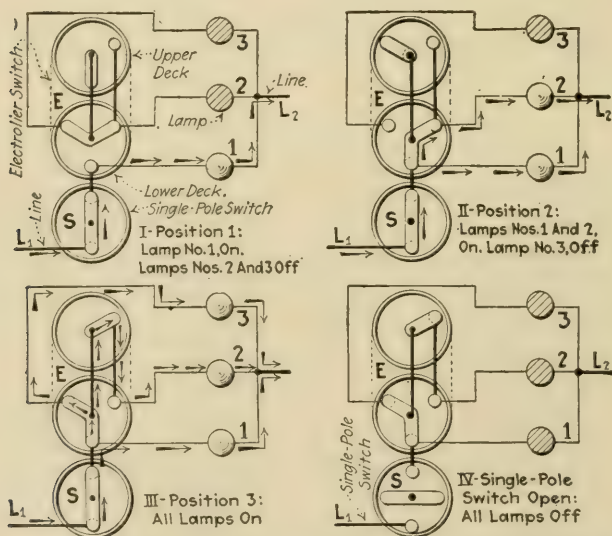 Electrolier Switch
3
Upper
Deck
E
2
Line
L2
Lamp
1
Lower Deck.
Single-Pole Switch
S
L1
Line
I-Position 1:
Lamp No.1,On.
Lamps Nos. 2 And 3 Off
3
E
2
L2
1
S
L1
II-Position 2:
Lamps Nos.1 And 2,
On. Lamp No.3, Off
3
E
2
1
S
L1
III-Position 3:
All Lamps On
3
E
2
L2
1
Single-Pole
Switch
S
L1
IV-Single-Pole
Switch Open:
All Lamps Off